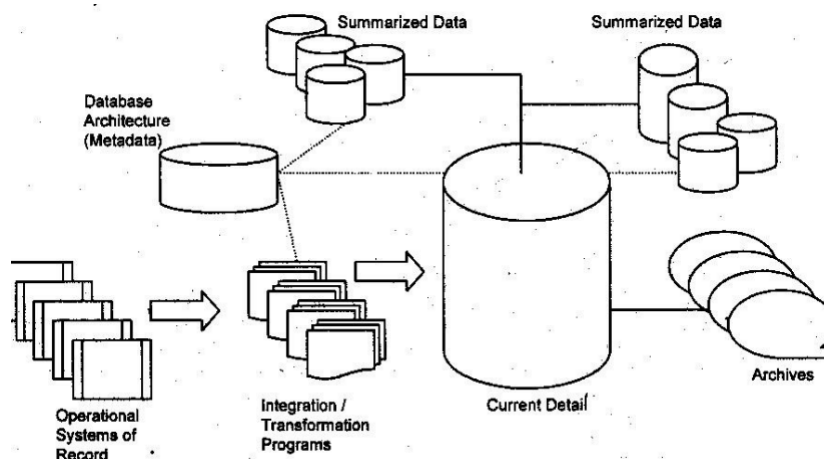 Summarized Data
Summarized Data
Database
Architecture
(Metadata)
Operational
Systems of
Record
Integration /
Transformation
Programs
Current Detail
Archives